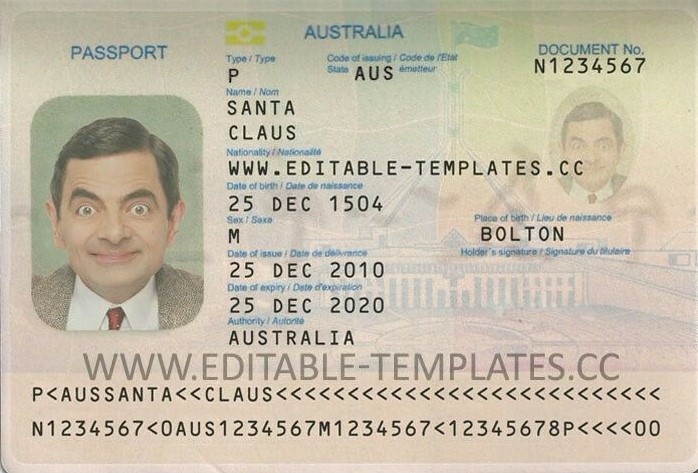 PASSPORT
AUSTRALIA
Type / Type
Code of issuing / Code de l'Etat
State émetteur
DOCUMENT No.
P
AUS
N1234567
Name / Nom
SANTA
CLAUS
Nationality / Nationalité
WWW.EDITABLE-TEMPLATES.CC
Date of birth / Date de naissance
25 DEC 1504
Sex / Sexe
Place of birth / Lieu de naissance
M
BOLTON
Date of issue / Date de délivrance
Holder's signature / Signature du titulaire
25 DEC 2010
Date of expiry / Date d'expiration
25 DEC 2020
Authority / Autorité
AUSTRALIA
WWW.EDITABLE-TEMPLATES.CC
P<AUSSANTA<<CLAUS<<<<<<<<<<<<<<<<<<<<<<<<<<<
N1234567<0AUS1234567M1234567<12345678P<<<<00